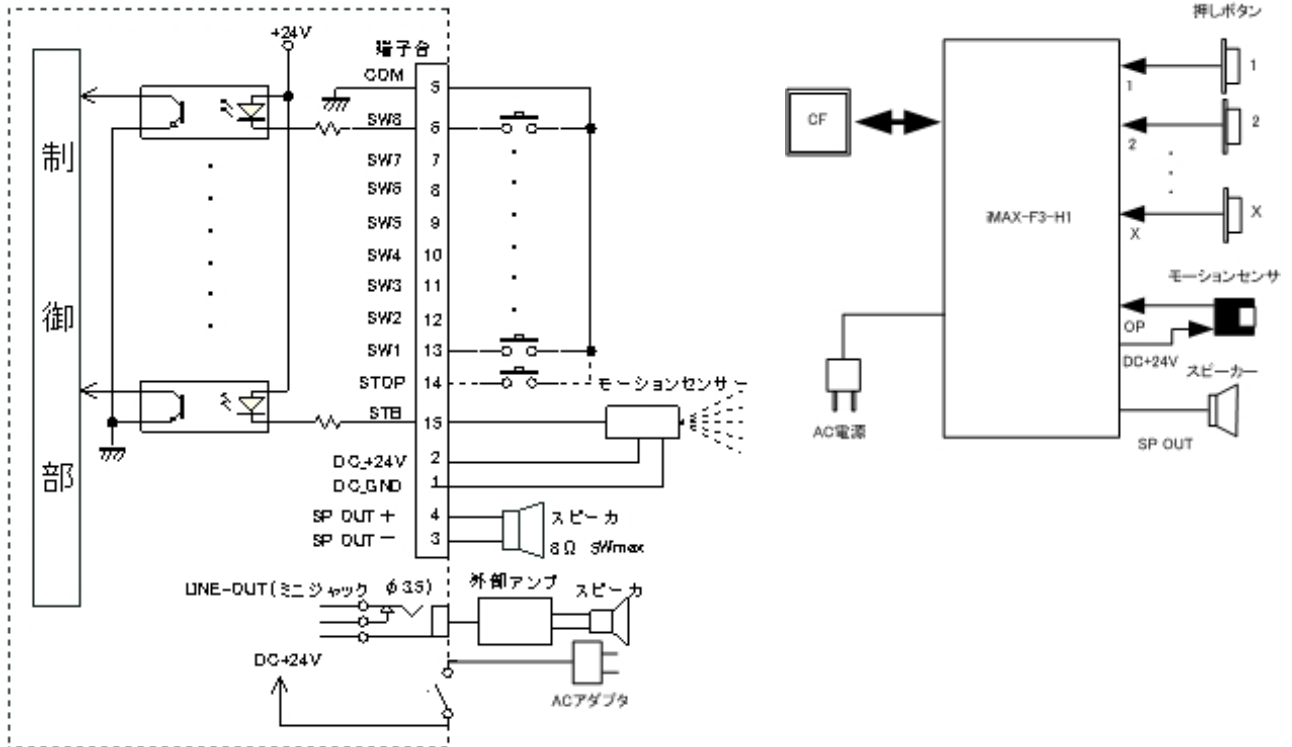 +24V
端子台
COM
5
SW8
6
SW7
7
SW6
8
SW5
9
SW4
10
SW3
11
SW2
12
SW1
13
STOP
14
STB
15
DC_+24V
2
DC_GND
1
SP OUT +
4
SP OUT －
3
制御部
モーションセンサー
スピーカ
8Ω 5Wmax
LINE-OUT(ミニジャック φ3.5)
外部アンプ
スピーカ
DC+24V
ACアダプタ
押しボタン
CF
iMAX-F3-H1
1
1
2
2
X
X
モーションセンサ
OP
DC+24V
スピーカー
SP OUT
AC電源